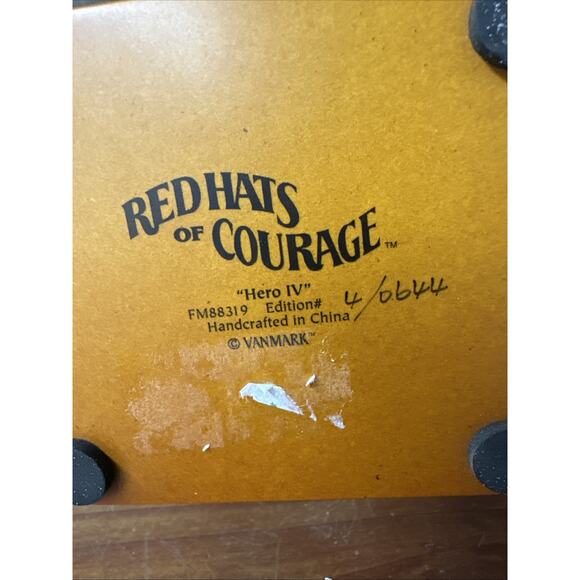 RED HATS
OF COURAGE™
"Hero IV"
FM88319 Edition# 4/0644
Handcrafted in China
© VANMARK™